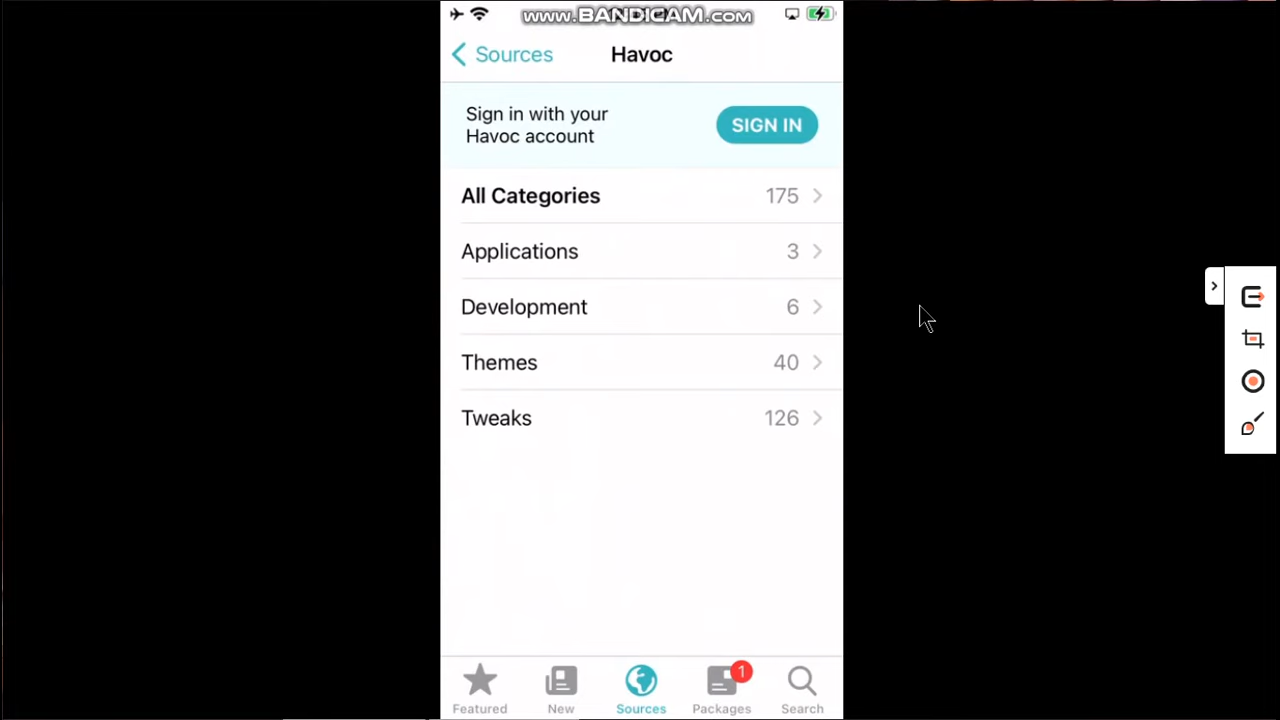 www.BANDICAM.com
Sources
Havoc
Sign in with your
Havoc account
SIGN IN
All Categories 175
Applications 3
Development 6
Themes 40
Tweaks 126
1
Featured New Sources Packages Search